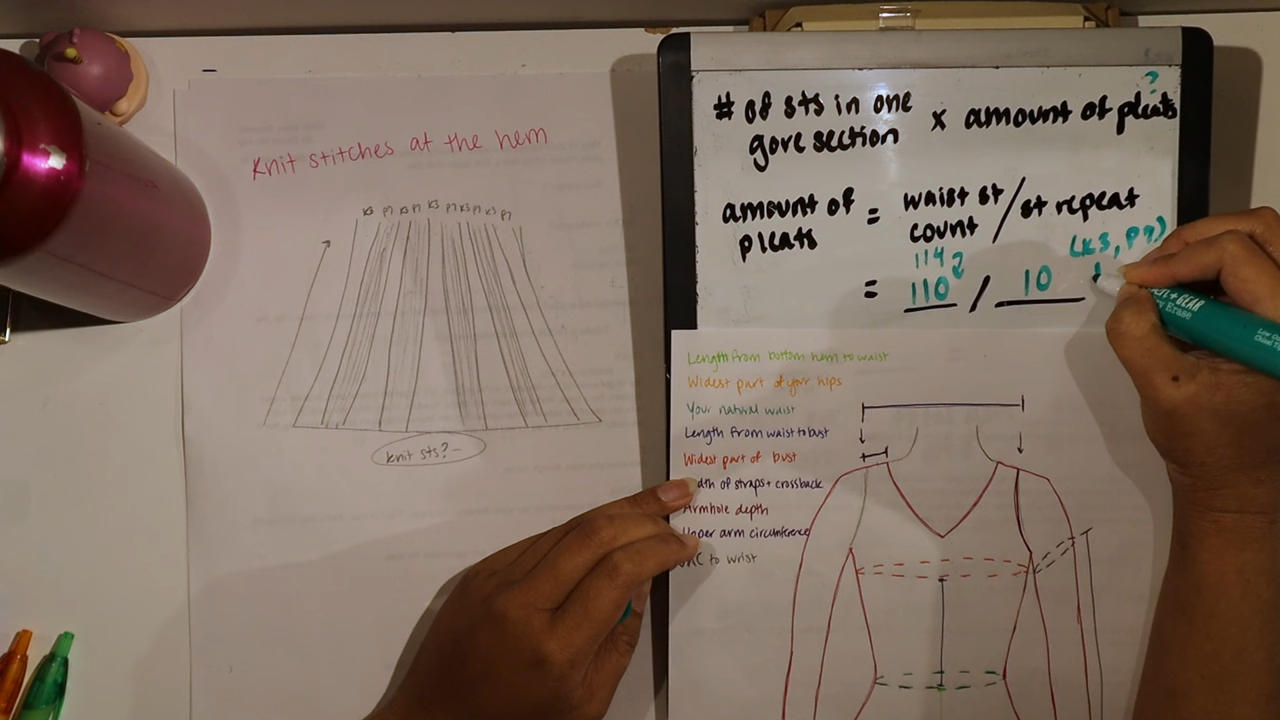 Knit stitches at the hem
K3 P7 K3 P7 K3 P7 K3 P7 K3 P7
knit sts?
# of sts in one gore section x amount of pleats
?
amount of pleats = waist st count / st repeat
1142
(K3, P7)
= 110 / 10
Length from bottom hem to waist
Widest part of your hips
Your natural waist
Length from waist to bust
Widest part of bust
of straps + crossback
Armhole depth
Upper arm circumference
to wrist